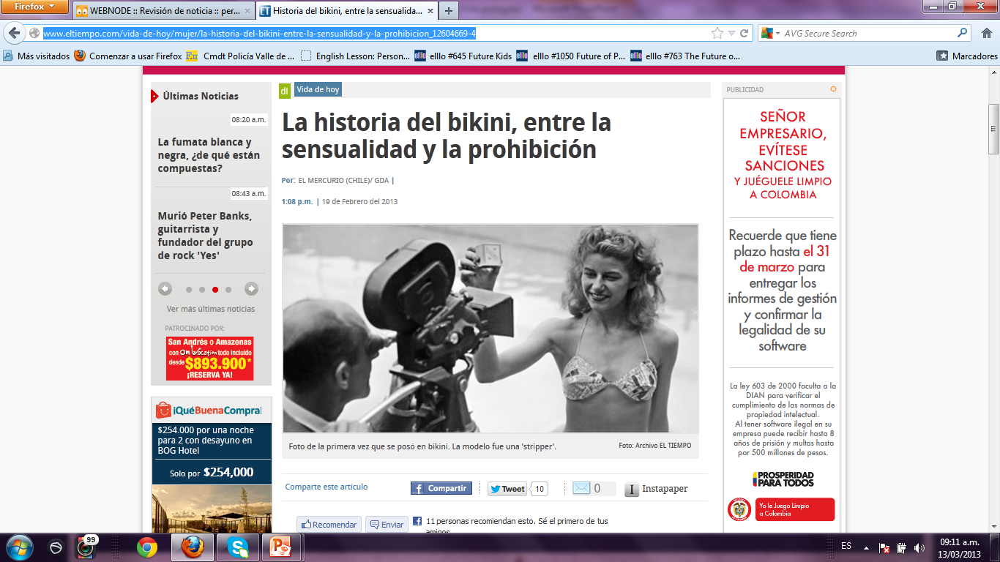 Firefox
WEBNODE :: Revisión de noticia :: per...
Historia del bikini, entre la sensualida...
www.eltiempo.com/vida-de-hoy/mujer/la-historia-del-bikini-entre-la-sensualidad-y-la-prohibicion_12604669-4
AVG Secure Search
Más visitados
Comenzar a usar Firefox
Cmdt Policía Valle de ...
English Lesson: Person...
elllo #645 Future Kids
elllo #1050 Future of P...
elllo #763 The Future o...
Marcadores
Últimas Noticias
08:20 a.m.
La fumata blanca y
negra, ¿de qué están
compuestas?
08:43 a.m.
Murió Peter Banks,
guitarrista y
fundador del grupo
de rock 'Yes'
Ver más últimas noticias
PATROCINADO POR:
San Andrés o Amazonas
con On Vacation todo incluido
desde $893.900*
¡RESERVA YA!
¡QuéBuenaCompra!
$254.000 por una noche
para 2 con desayuno en
BOG Hotel
Solo por $254,000
dl
Vida de hoy
La historia del bikini, entre la
sensualidad y la prohibición
Por: EL MERCURIO (CHILE)/ GDA |
1:08 p.m. | 19 de Febrero del 2013
Foto de la primera vez que se posó en bikini. La modelo fue una 'stripper'.
Foto: Archivo EL TIEMPO
Comparte este artículo
Compartir
Tweet
10
0
I Instapaper
Recomendar
Enviar
11 personas recomiendan esto. Sé el primero de tus
amigos.
PUBLICIDAD
SEÑOR
EMPRESARIO,
EVÍTESE
SANCIONES
Y JUÉGUELE LIMPIO
A COLOMBIA
Recuerde que tiene
plazo hasta el 31
de marzo para
entregar los
informes de gestión
y confirmar la
legalidad de su
software
La ley 603 de 2000 faculta a la
DIAN para verificar el
cumplimiento de las normas de
propiedad intelectual.
Al tener software ilegal en su
empresa puede recibir hasta 8
años de prisión y multas hasta
por 500 millones de pesos.
PROSPERIDAD
PARA TODOS
Yo le Juego Limpio
a Colombia
99
ES
09:11 a.m.
13/03/2013